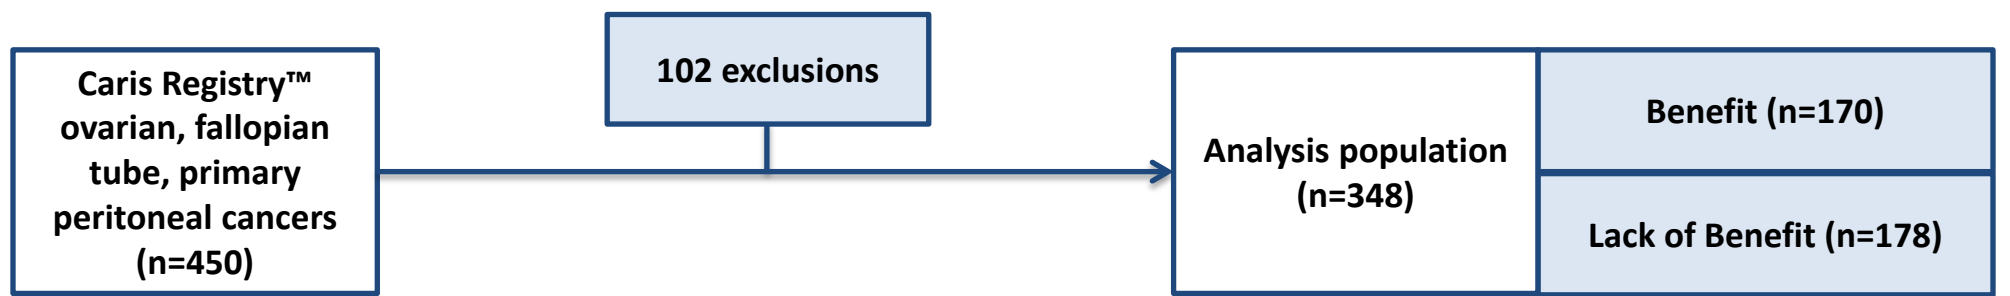 Caris Registry™
ovarian, fallopian
tube, primary
peritoneal cancers
(n=450)
102 exclusions
Analysis population
(n=348)
Benefit (n=170)
Lack of Benefit (n=178)